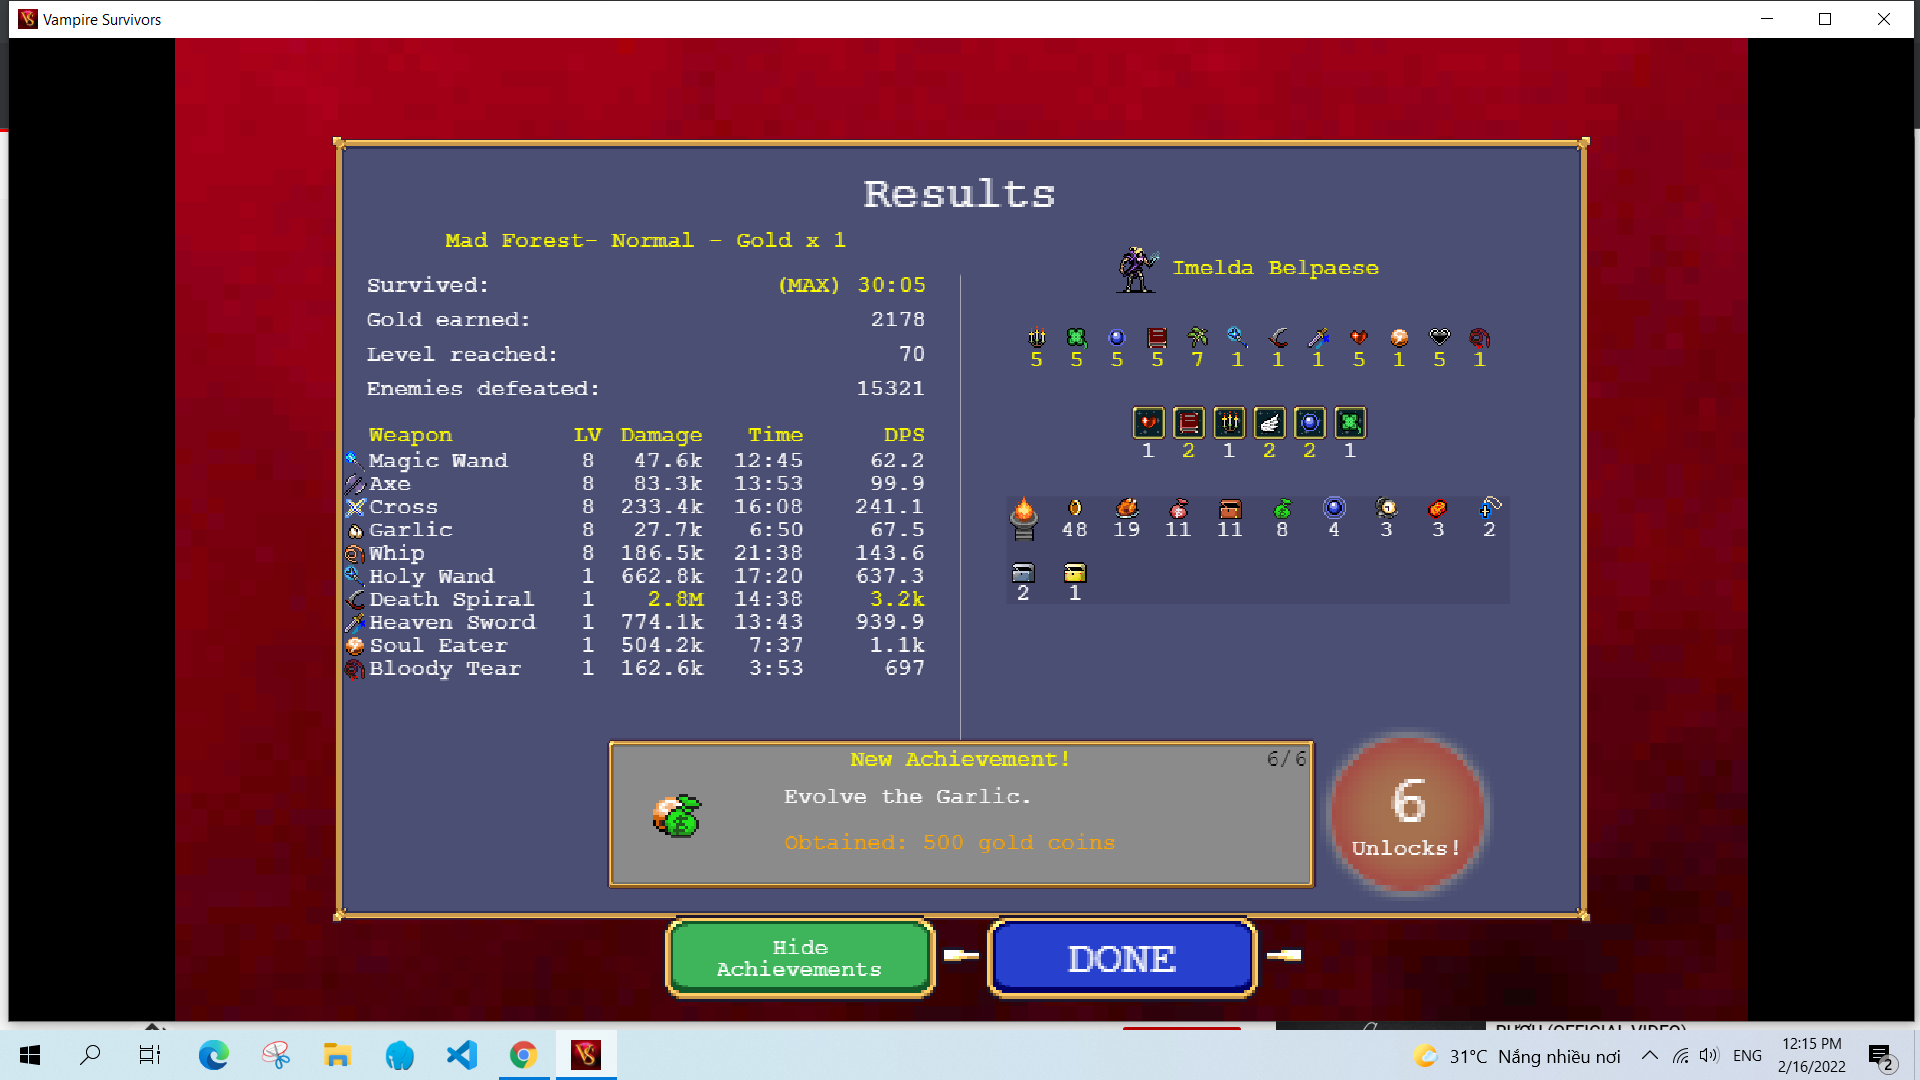 Vampire Survivors
Results
Mad Forest- Normal - Gold x 1
Survived: (MAX) 30:05
Gold earned: 2178
Level reached: 70
Enemies defeated: 15321
Weapon LV Damage Time DPS
Magic Wand 8 47.6k 12:45 62.2
Axe 8 83.3k 13:53 99.9
Cross 8 233.4k 16:08 241.1
Garlic 8 27.7k 6:50 67.5
Whip 8 186.5k 21:38 143.6
Holy Wand 1 662.8k 17:20 637.3
Death Spiral 1 2.8M 14:38 3.2k
Heaven Sword 1 774.1k 13:43 939.9
Soul Eater 1 504.2k 7:37 1.1k
Bloody Tear 1 162.6k 3:53 697
Imelda Belpaese
5 5 5 5 7 1 1 1 5 1 5 1
1 2 1 2 2 1
48 19 11 11 8 4 3 3 2
2 1
New Achievement! 6/6
Evolve the Garlic.
Obtained: 500 gold coins
6
Unlocks!
Hide
Achievements
DONE
31°C Nắng nhiều nơi
ENG
12:15 PM
2/16/2022
2